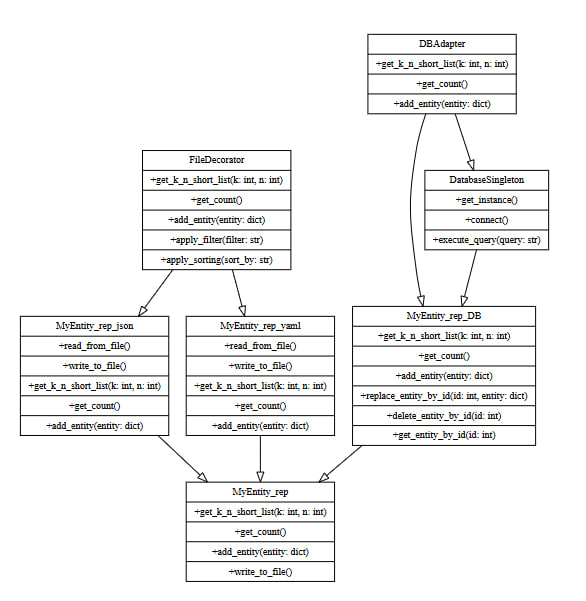 DBAdapter
+get_k_n_short_list(k: int, n: int)
+get_count()
+add_entity(entity: dict)
FileDecorator
+get_k_n_short_list(k: int, n: int)
+get_count()
+add_entity(entity: dict)
+apply_filter(filter: str)
+apply_sorting(sort_by: str)
DatabaseSingleton
+get_instance()
+connect()
+execute_query(query: str)
MyEntity_rep_json
+read_from_file()
+write_to_file()
+get_k_n_short_list(k: int, n: int)
+get_count()
+add_entity(entity: dict)
MyEntity_rep_yaml
+read_from_file()
+write_to_file()
+get_k_n_short_list(k: int, n: int)
+get_count()
+add_entity(entity: dict)
MyEntity_rep_DB
+get_k_n_short_list(k: int, n: int)
+get_count()
+add_entity(entity: dict)
+replace_entity_by_id(id: int, entity: dict)
+delete_entity_by_id(id: int)
+get_entity_by_id(id: int)
MyEntity_rep
+get_k_n_short_list(k: int, n: int)
+get_count()
+add_entity(entity: dict)
+write_to_file()